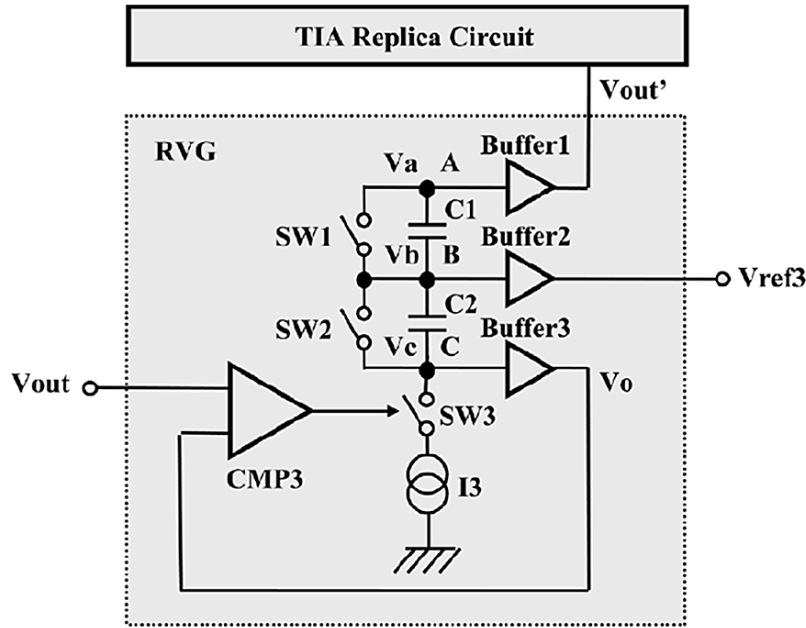 TIA Replica Circuit
Vout’
RVG
Buffer1
Va A
C1
SW1
Buffer2
Vb B
Vref3
C2
SW2
Buffer3
Vc C
Vout
Vo
SW3
CMP3
I3